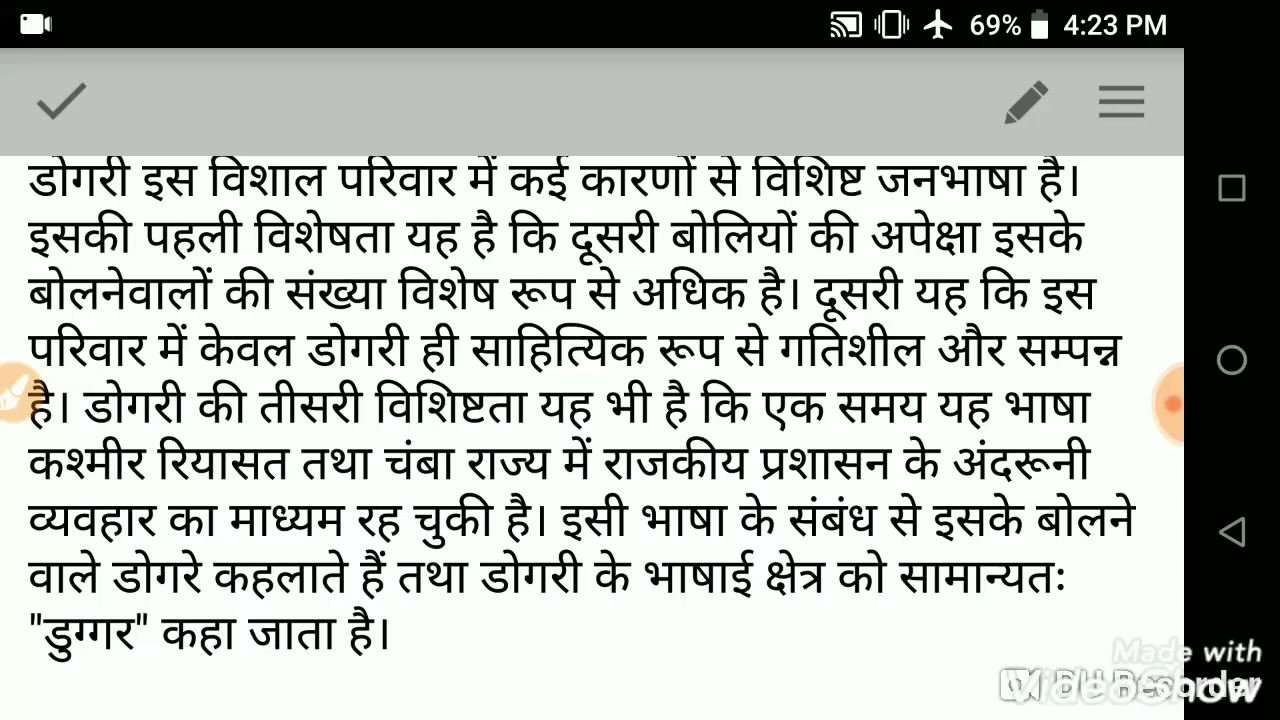 69% 4:23 PM
डोगरी इस विशाल परिवार में कई कारणों से विशिष्ट जनभाषा है।
इसकी पहली विशेषता यह है कि दूसरी बोलियों की अपेक्षा इसके
बोलनेवालों की संख्या विशेष रूप से अधिक है। दूसरी यह कि इस
परिवार में केवल डोगरी ही साहित्यिक रूप से गतिशील और सम्पन्न
है। डोगरी की तीसरी विशिष्टता यह भी है कि एक समय यह भाषा
कश्मीर रियासत तथा चंबा राज्य में राजकीय प्रशासन के अंदरूनी
व्यवहार का माध्यम रह चुकी है। इसी भाषा के संबंध से इसके बोलने
वाले डोगरे कहलाते हैं तथा डोगरी के भाषाई क्षेत्र को सामान्यतः
"डुग्गर" कहा जाता है।
Made with
VideoShow
DU Recorder